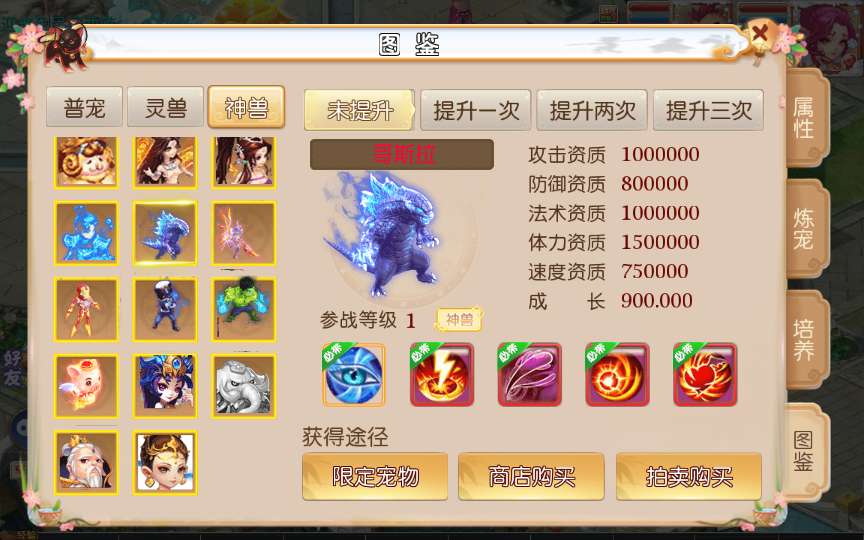 图 鉴
普宠 灵兽 神兽
未提升 提升一次 提升两次 提升三次
哥斯拉
攻击资质 1000000
防御资质 800000
法术资质 1000000
体力资质 1500000
速度资质 750000
成 长 900.000
参战等级 1 神兽
必带 必带 必带 必带 必带
获得途径
限定宠物 商店购买 拍卖购买
属性
炼宠
培养
图鉴
好友